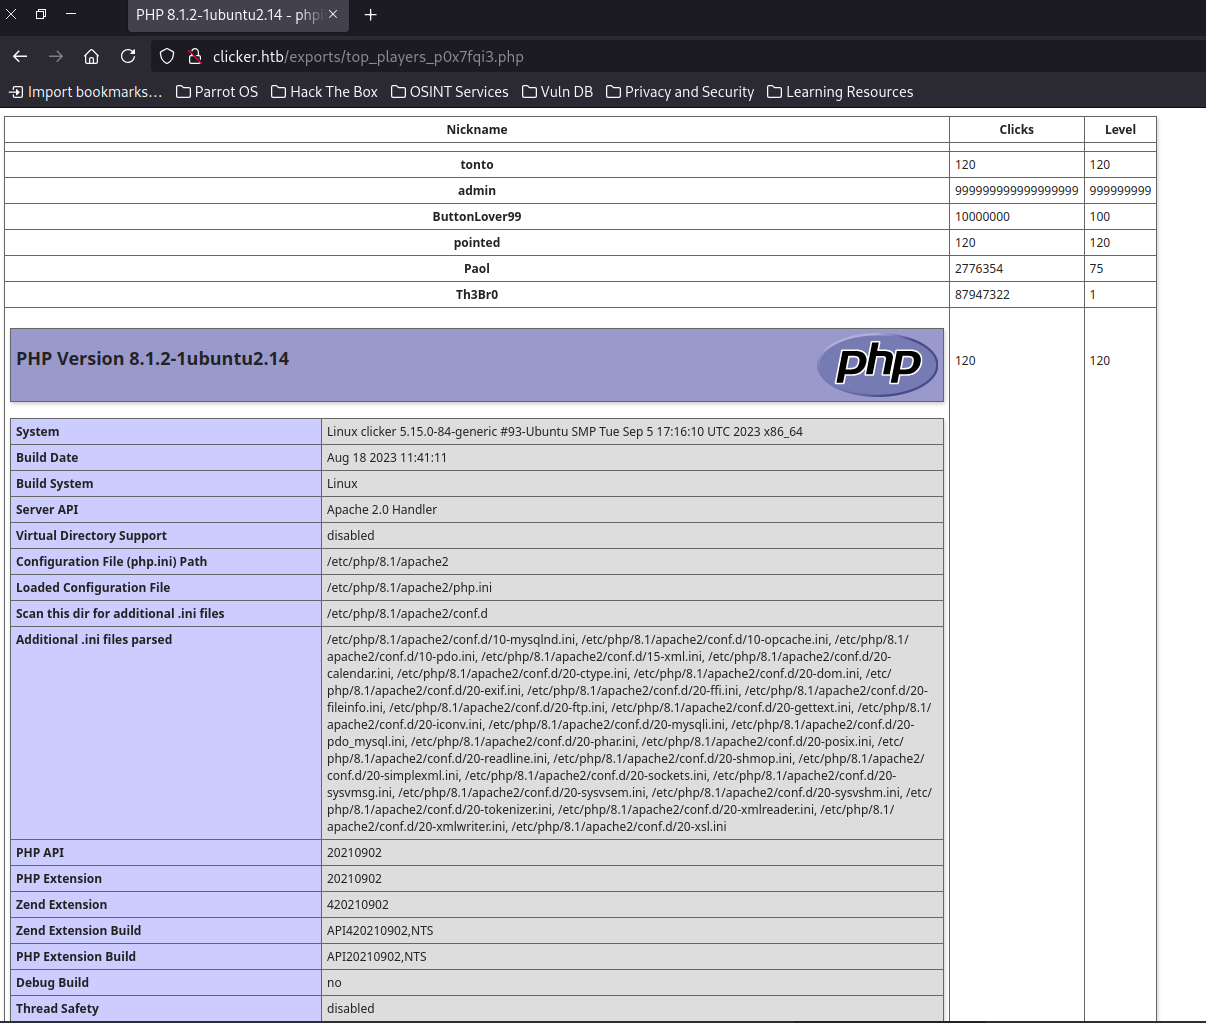 PHP 8.1.2-1ubuntu2.14 - phpi
clicker.htb/exports/top_players_p0x7fqi3.php
Import bookmarks... Parrot OS Hack The Box OSINT Services Vuln DB Privacy and Security Learning Resources
Nickname Clicks Level
tonto 120 120
admin 999999999999999999 999999999
ButtonLover99 10000000 100
pointed 120 120
Paol 2776354 75
Th3Br0 87947322 1
PHP Version 8.1.2-1ubuntu2.14 php 120 120
System Linux clicker 5.15.0-84-generic #93-Ubuntu SMP Tue Sep 5 17:16:10 UTC 2023 x86_64
Build Date Aug 18 2023 11:41:11
Build System Linux
Server API Apache 2.0 Handler
Virtual Directory Support disabled
Configuration File (php.ini) Path /etc/php/8.1/apache2
Loaded Configuration File /etc/php/8.1/apache2/php.ini
Scan this dir for additional .ini files /etc/php/8.1/apache2/conf.d
Additional .ini files parsed /etc/php/8.1/apache2/conf.d/10-mysqlnd.ini, /etc/php/8.1/apache2/conf.d/10-opcache.ini, /etc/php/8.1/
apache2/conf.d/10-pdo.ini, /etc/php/8.1/apache2/conf.d/15-xml.ini, /etc/php/8.1/apache2/conf.d/20-
calendar.ini, /etc/php/8.1/apache2/conf.d/20-ctype.ini, /etc/php/8.1/apache2/conf.d/20-dom.ini, /etc/
php/8.1/apache2/conf.d/20-exif.ini, /etc/php/8.1/apache2/conf.d/20-ffi.ini, /etc/php/8.1/apache2/conf.d/20-
fileinfo.ini, /etc/php/8.1/apache2/conf.d/20-ftp.ini, /etc/php/8.1/apache2/conf.d/20-gettext.ini, /etc/php/8.1/
apache2/conf.d/20-iconv.ini, /etc/php/8.1/apache2/conf.d/20-mysqli.ini, /etc/php/8.1/apache2/conf.d/20-
pdo_mysql.ini, /etc/php/8.1/apache2/conf.d/20-phar.ini, /etc/php/8.1/apache2/conf.d/20-posix.ini, /etc/
php/8.1/apache2/conf.d/20-readline.ini, /etc/php/8.1/apache2/conf.d/20-shmop.ini, /etc/php/8.1/apache2/
conf.d/20-simplexml.ini, /etc/php/8.1/apache2/conf.d/20-sockets.ini, /etc/php/8.1/apache2/conf.d/20-
sysvmsg.ini, /etc/php/8.1/apache2/conf.d/20-sysvsem.ini, /etc/php/8.1/apache2/conf.d/20-sysvshm.ini, /etc/
php/8.1/apache2/conf.d/20-tokenizer.ini, /etc/php/8.1/apache2/conf.d/20-xmlreader.ini, /etc/php/8.1/
apache2/conf.d/20-xmlwriter.ini, /etc/php/8.1/apache2/conf.d/20-xsl.ini
PHP API 20210902
PHP Extension 20210902
Zend Extension 420210902
Zend Extension Build API420210902,NTS
PHP Extension Build API20210902,NTS
Debug Build no
Thread Safety disabled